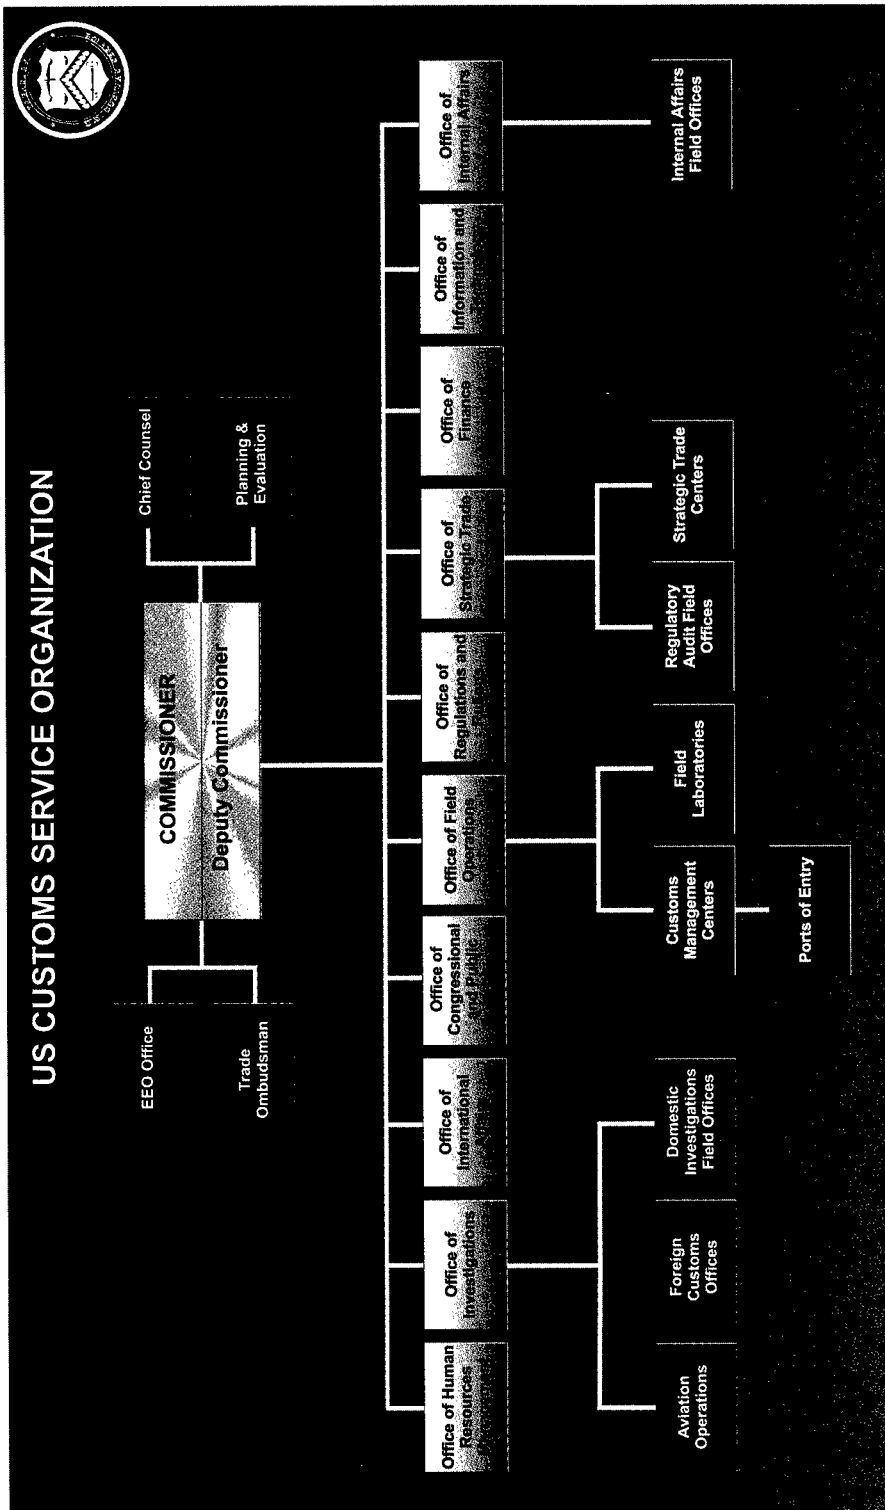 US CUSTOMS SERVICE ORGANIZATION
EEO Office
Trade
Ombudsman
COMMISSIONER
Deputy Commissioner
Chief Counsel
Planning &
Evaluation
Office of Human
Resources
Office of
Investigations
Office of
International
Office of
Congressional
and Public
Office of Field
Operations
Office of
Regulations and
Office of
Strategic Trade
Office of
Finance
Office of
Information and
Office of
Internal Affairs
Aviation
Operations
Foreign
Customs
Offices
Domestic
Investigations
Field Offices
Customs
Management
Centers
Field
Laboratories
Regulatory
Audit Field
Offices
Strategic Trade
Centers
Internal Affairs
Field Offices
Ports of Entry